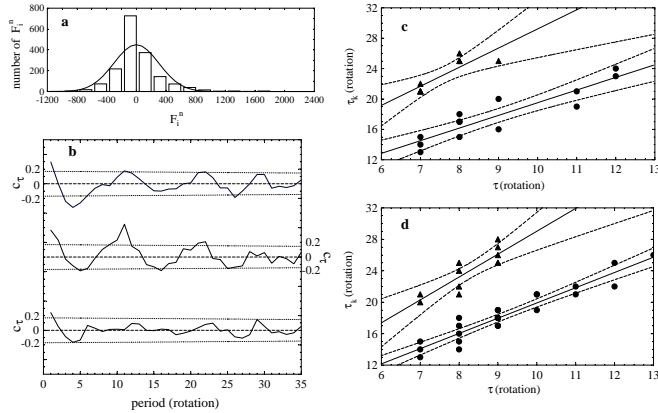 a
number of F_i^n
800
600
400
200
0
-1200 -800 -400 0 400 800 1200 1600 2000 2400
F_i^n
b
c_τ
0.2
0
-0.2
c_τ
0.2
0
-0.2
c_τ
0.2
0
-0.2
0 5 10 15 20 25 30 35
period (rotation)
c
τ_k (rotation)
32
28
24
20
16
12
6 7 8 9 10 11 12 13
τ (rotation)
d
τ_k (rotation)
32
28
24
20
16
12
6 7 8 9 10 11 12 13
τ (rotation)